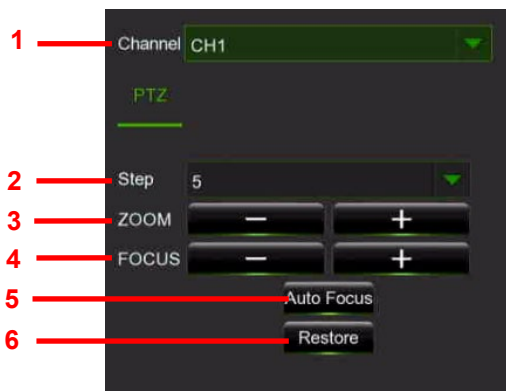 1 Channel CH1
PTZ
2 Step 5
3 ZOOM − +
4 FOCUS − +
5 Auto Focus
6 Restore